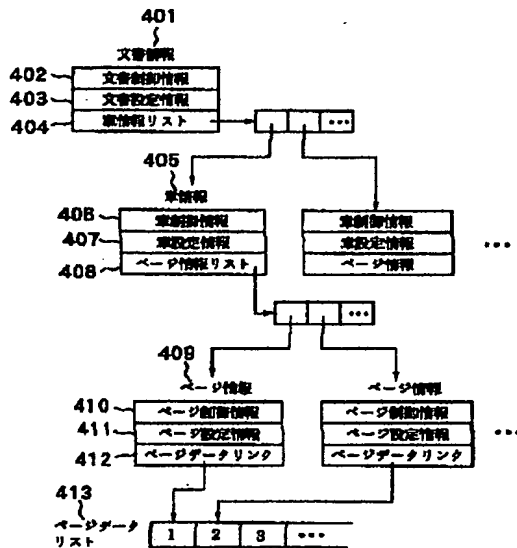 401
文書情報
402
文書制御情報
403
文書設定情報
404
章情報リスト
•••
405
章情報
406
章制御情報
章制御情報
407
章設定情報
章設定情報
•••
408
ページ情報リスト
ページ情報
•••
409
ページ情報
ページ情報
410
ページ制御情報
ページ制御情報
411
ページ設定情報
ページ設定情報
•••
412
ページデータリンク
ページデータリンク
413
ページデータ
リスト
1 2 3 •••